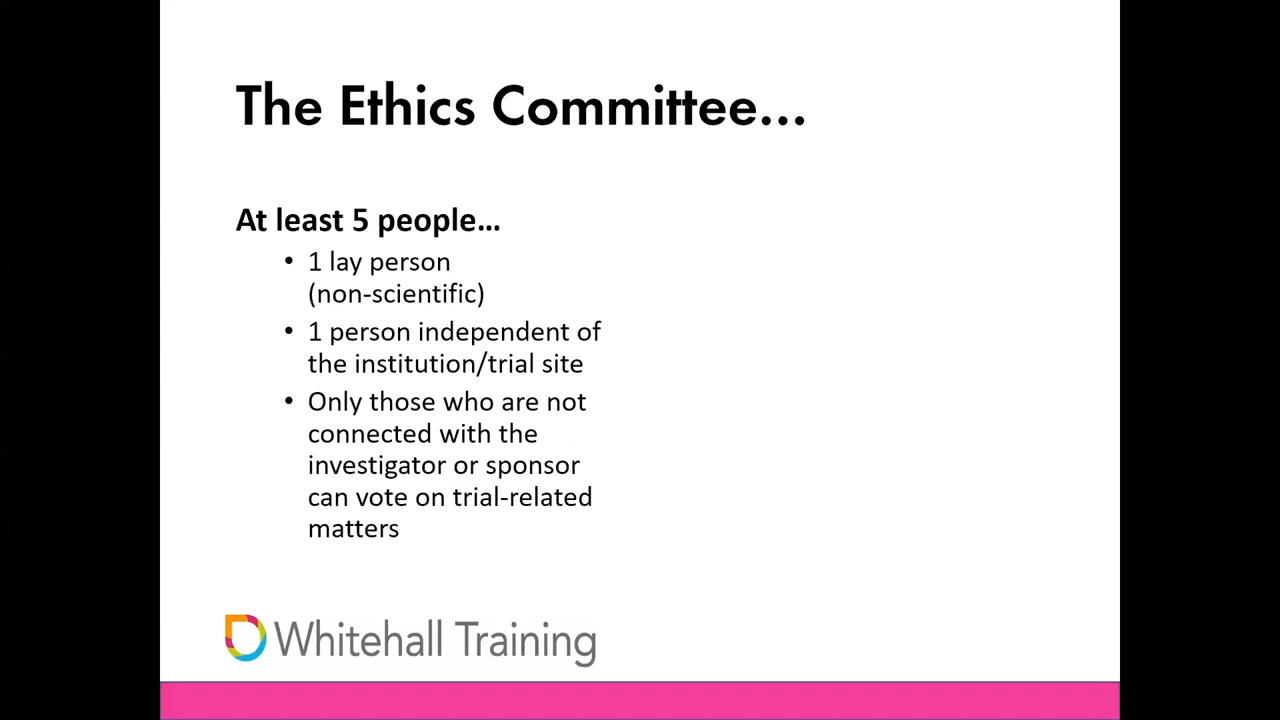 The Ethics Committee...
At least 5 people...
• 1 lay person
(non-scientific)
• 1 person independent of
the institution/trial site
• Only those who are not
connected with the
investigator or sponsor
can vote on trial-related
matters
Whitehall Training